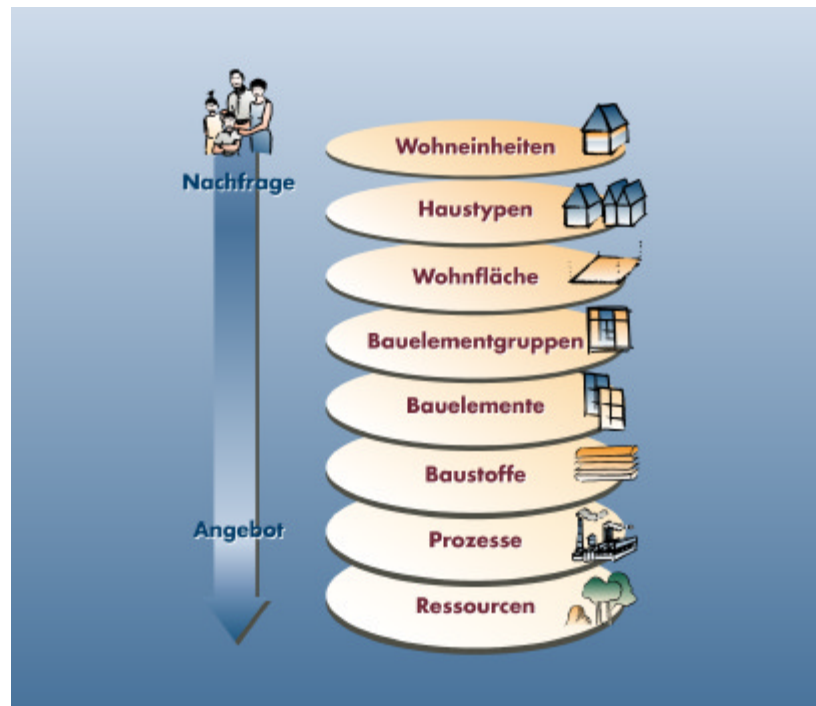 Wohneinheiten
Nachfrage
Haustypen
Wohnfläche
Bauelementgruppen
Bauelemente
Baustoffe
Angebot
Prozesse
Ressourcen